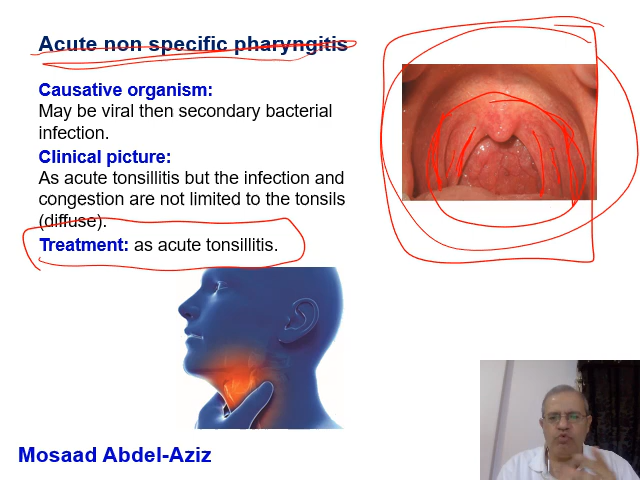 Acute non specific pharyngitis
Causative organism:
May be viral then secondary bacterial
infection.
Clinical picture:
As acute tonsillitis but the infection and
congestion are not limited to the tonsils
(diffuse).
Treatment: as acute tonsillitis.
Mosaad Abdel-Aziz